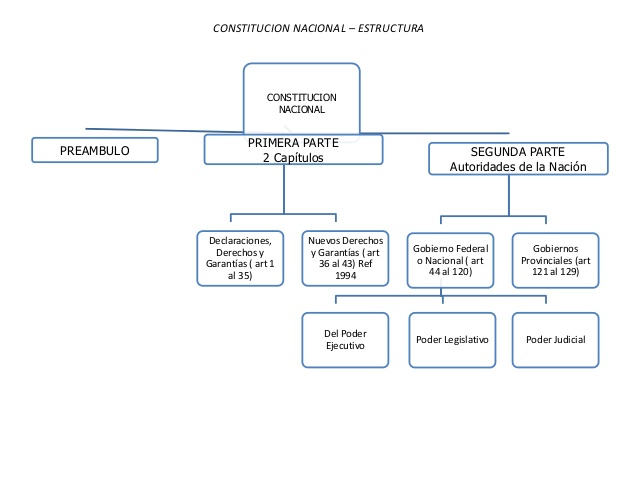 CONSTITUCION NACIONAL – ESTRUCTURA
CONSTITUCION
NACIONAL
PREAMBULO
PRIMERA PARTE
2 Capítulos
SEGUNDA PARTE
Autoridades de la Nación
Declaraciones,
Derechos y
Garantías ( art 1
al 35)
Nuevos Derechos
y Garantías ( art
36 al 43) Ref
1994
Gobierno Federal
o Nacional ( art
44 al 120)
Gobiernos
Provinciales (art
121 al 129)
Del Poder
Ejecutivo
Poder Legislativo
Poder Judicial